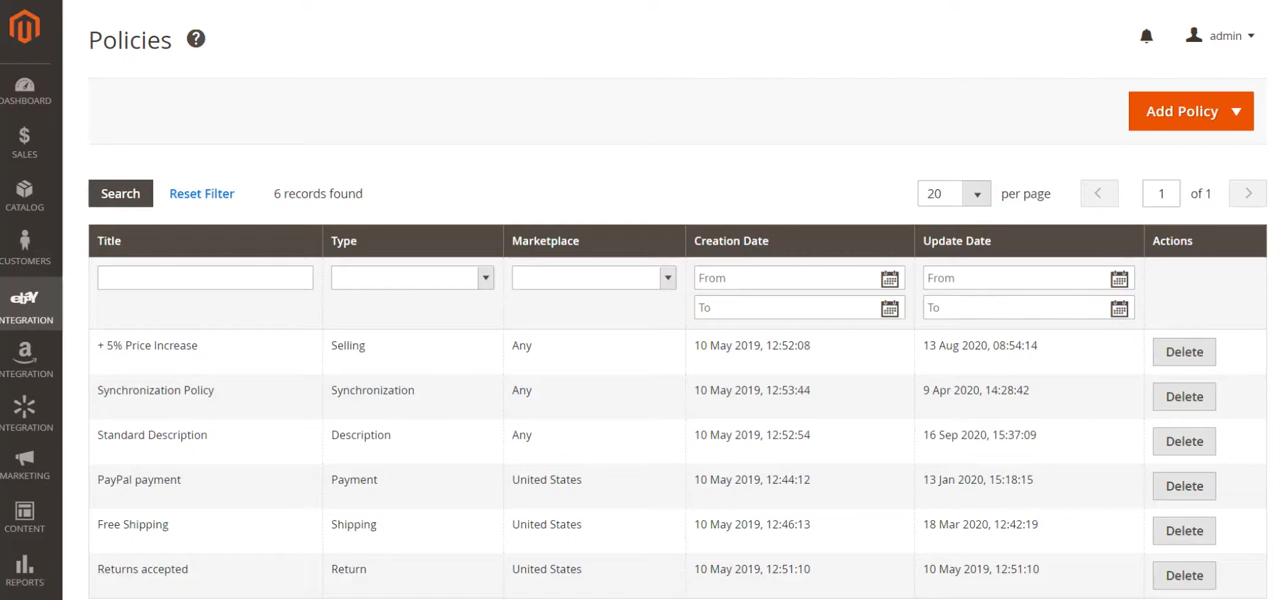 Policies ?
admin
DASHBOARD
Add Policy
$
SALES
Search Reset Filter 6 records found 20 per page 1 of 1
CATALOG
Title Type Marketplace Creation Date Update Date Actions
CUSTOMERS
From From
To To
ebay
NTEGRATION
+ 5% Price Increase Selling Any 10 May 2019, 12:52:08 13 Aug 2020, 08:54:14 Delete
a
NTEGRATION
Synchronization Policy Synchronization Any 10 May 2019, 12:53:44 9 Apr 2020, 14:28:42 Delete
NTEGRATION
Standard Description Description Any 10 May 2019, 12:52:54 16 Sep 2020, 15:37:09 Delete
MARKETING
PayPal payment Payment United States 10 May 2019, 12:44:12 13 Jan 2020, 15:18:15 Delete
CONTENT
Free Shipping Shipping United States 10 May 2019, 12:46:13 18 Mar 2020, 12:42:19 Delete
REPORTS
Returns accepted Return United States 10 May 2019, 12:51:10 10 May 2019, 12:51:10 Delete